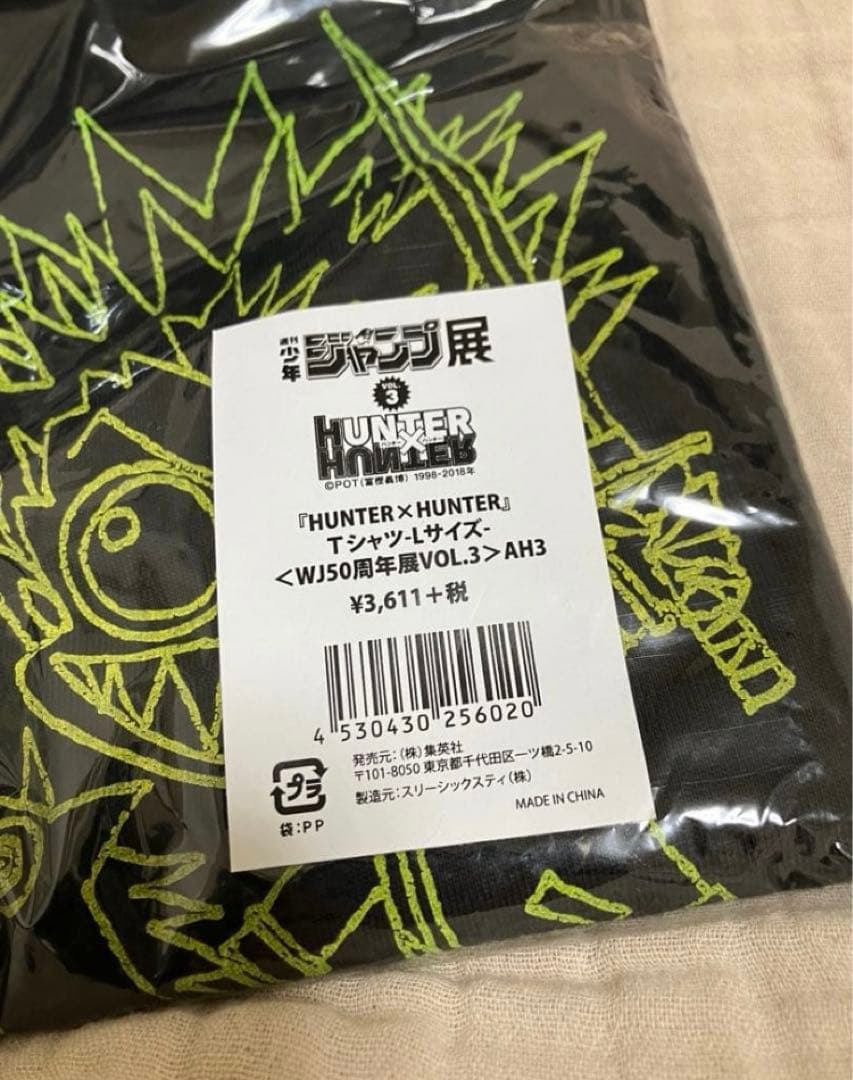 週刊
少年
ジャンプ展
VOL.
3
HUNTER
×
HUNTER
©POT(冨樫義博) 1998-2018年
『HUNTER×HUNTER』
Tシャツ-Lサイズ-
<WJ50周年展VOL.3>AH3
¥3,611+税
4 530430 256020
発売元:(株)集英社
〒101-8050 東京都千代田区一ツ橋2-5-10
製造元:スリーシックスティ(株)
プラ
袋:PP
MADE IN CHINA